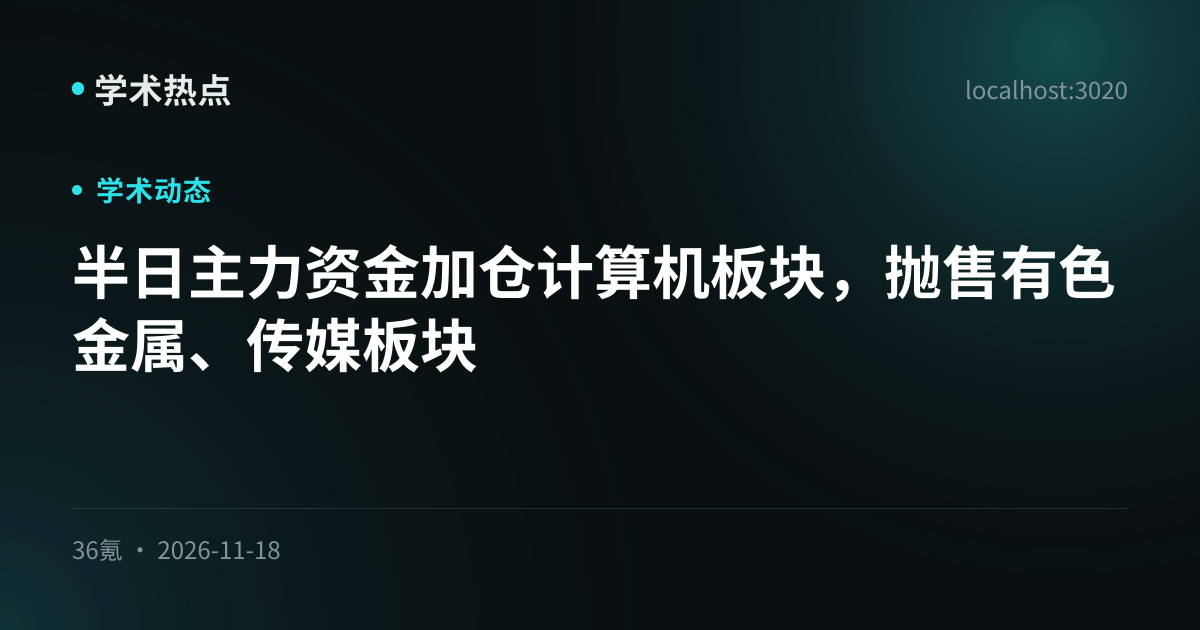 学术热点
localhost:3020
学术动态
半日主力资金加仓计算机板块，抛售有色
金属、传媒板块
36氪 · 2026-11-18